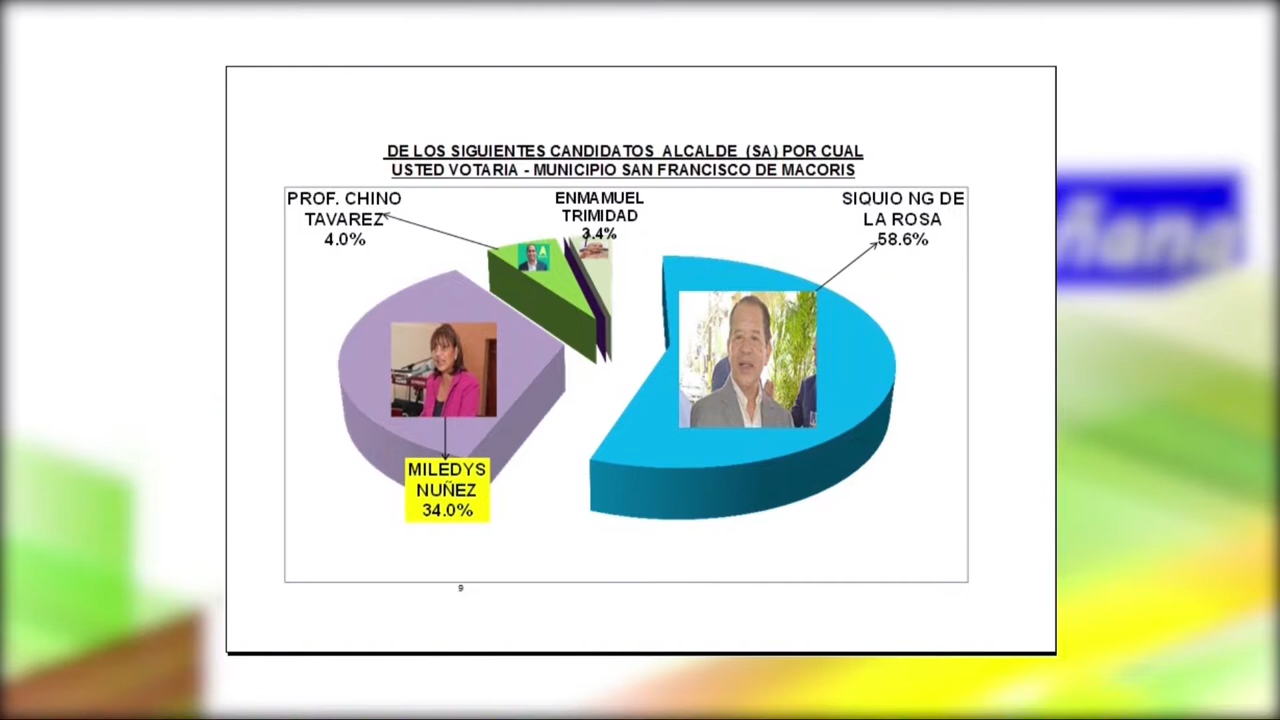 DE LOS SIGUIENTES CANDIDATOS ALCALDE (SA) POR CUAL
USTED VOTARIA - MUNICIPIO SAN FRANCISCO DE MACORIS
PROF. CHINO
TAVAREZ
4.0%
ENMAMUEL
TRIMIDAD
3.4%
SIQUIO NG DE
LA ROSA
58.6%
MILEDYS
NUÑEZ
34.0%
9